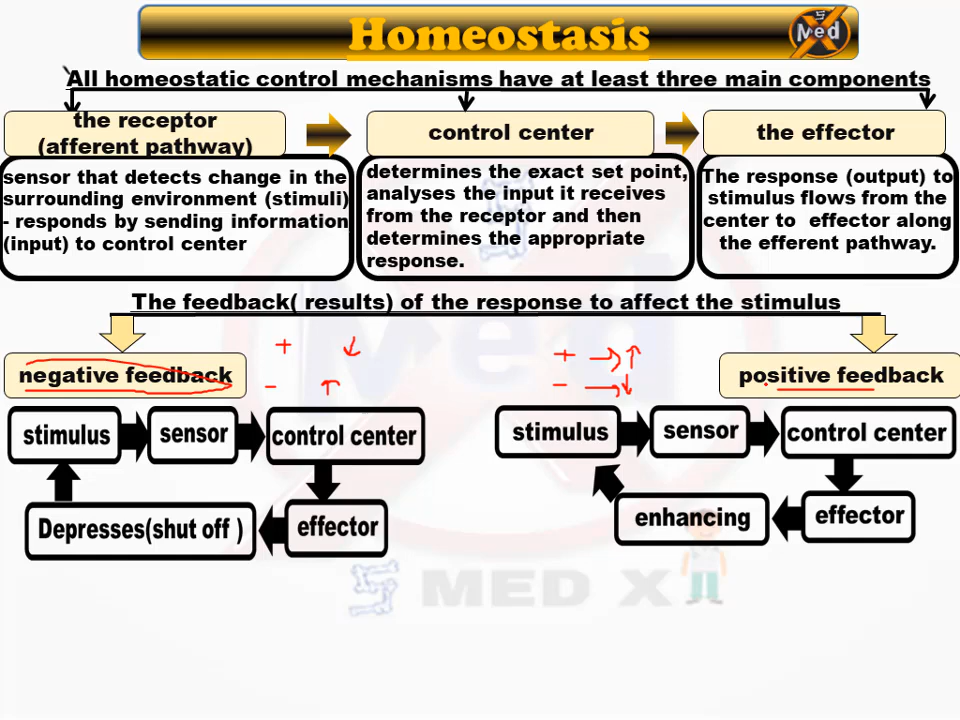 Homeostasis
Med
All homeostatic control mechanisms have at least three main components
the receptor
(afferent pathway)
control center
the effector
sensor that detects change in the
surrounding environment (stimuli)
- responds by sending information
(input) to control center
determines the exact set point,
analyses the input it receives
from the receptor and then
determines the appropriate
response.
The response (output) to
stimulus flows from the
center to effector along
the efferent pathway.
The feedback( results) of the response to affect the stimulus
negative feedback
+ ↓
- ↑
+ → ↑
- → ↓
positive feedback
stimulus
sensor
control center
effector
Depresses(shut off )
stimulus
sensor
control center
effector
enhancing
Med
MED X